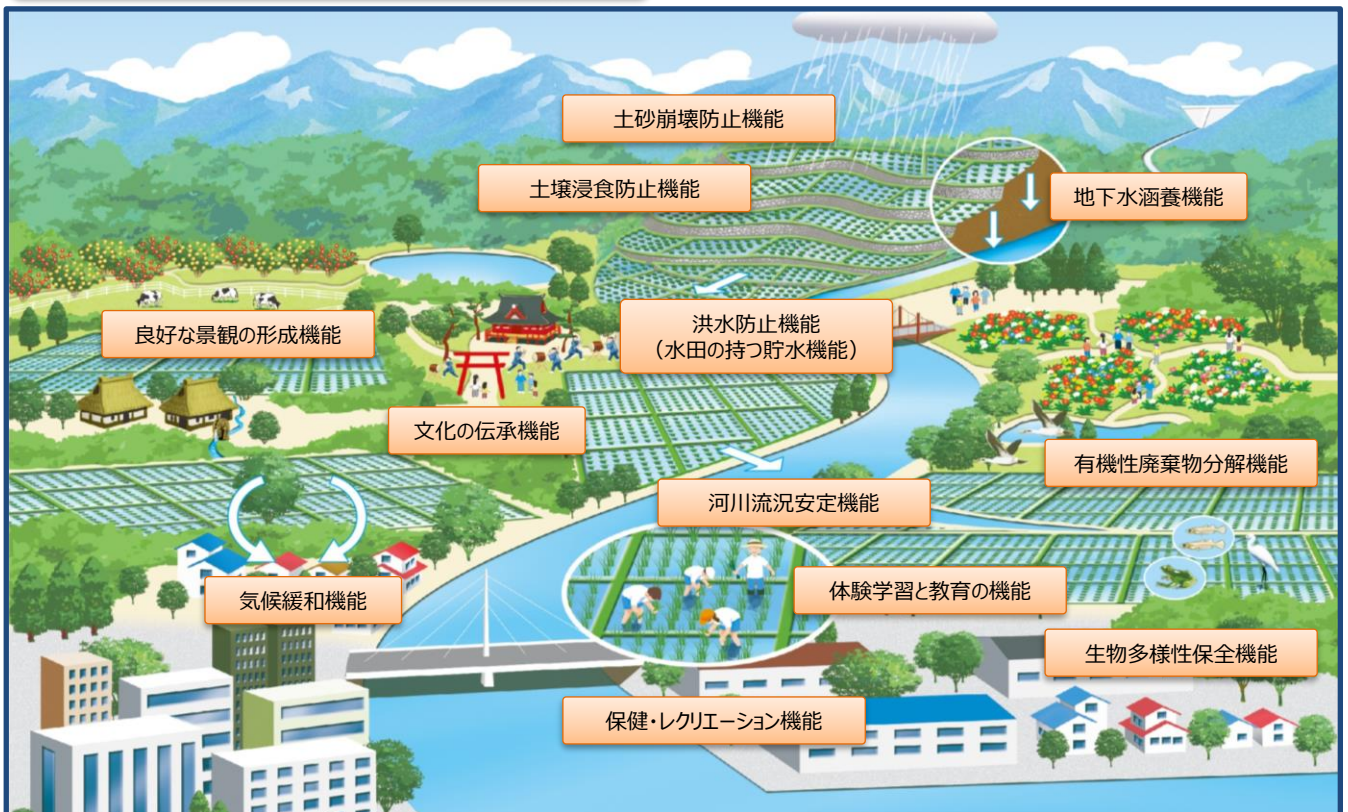 土砂崩壊防止機能
土壌浸食防止機能
地下水涵養機能
良好な景観の形成機能
洪水防止機能
（水田の持つ貯水機能）
文化の伝承機能
有機性廃棄物分解機能
河川流況安定機能
気候緩和機能
体験学習と教育の機能
生物多様性保全機能
保健・レクリエーション機能